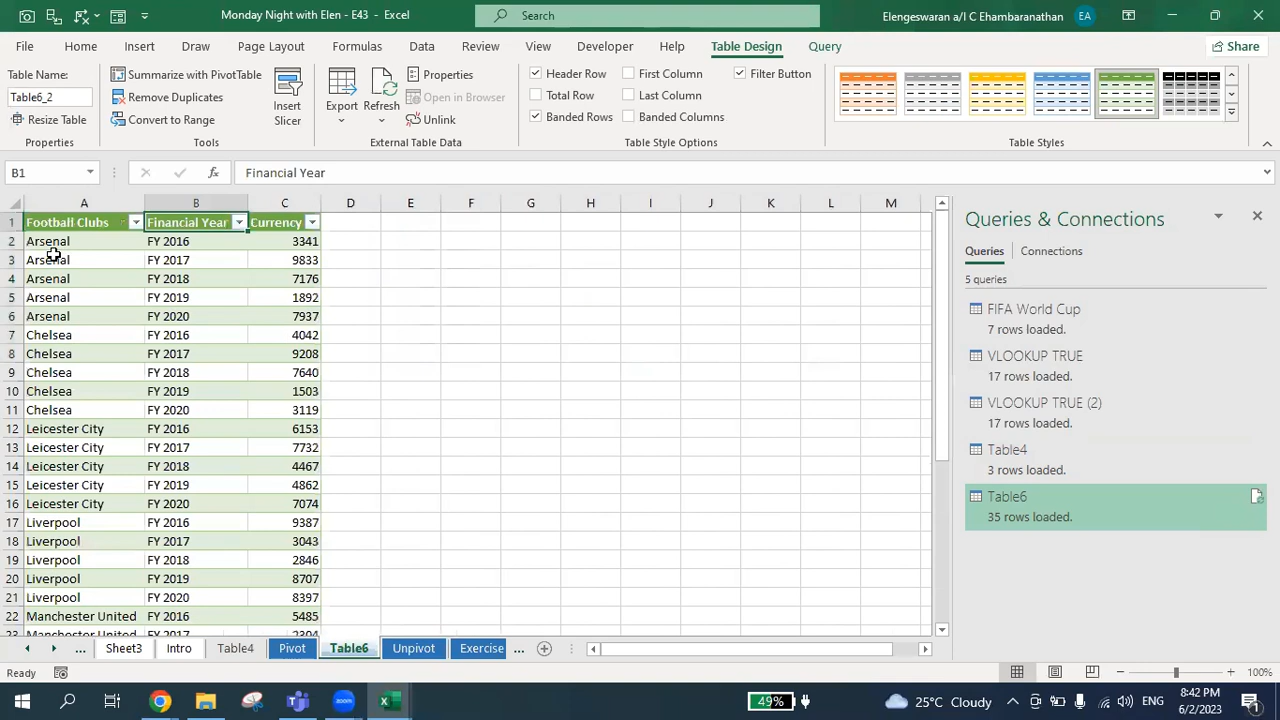 Monday Night with Elen - E43 - Excel
Search
Elengeswaran a/l C Ehambaranathan
EA
File Home Insert Draw Page Layout Formulas Data Review View Developer Help Table Design Query Share
Table Name:
Table6_2
Resize Table
Properties
Summarize with PivotTable
Remove Duplicates
Convert to Range
Tools
Insert Slicer
Export
Refresh
Properties
Open in Browser
Unlink
External Table Data
Header Row First Column Filter Button
Total Row Last Column
Banded Rows Banded Columns
Table Style Options
Table Styles
B1
fx
Financial Year
A B C D E F G H I J K L M
1 Football Clubs Financial Year Currency
2 Arsenal FY 2016 3341
3 Arsenal FY 2017 9833
4 Arsenal FY 2018 7176
5 Arsenal FY 2019 1892
6 Arsenal FY 2020 7937
7 Chelsea FY 2016 4042
8 Chelsea FY 2017 9208
9 Chelsea FY 2018 7640
10 Chelsea FY 2019 1503
11 Chelsea FY 2020 3119
12 Leicester City FY 2016 6153
13 Leicester City FY 2017 7732
14 Leicester City FY 2018 4467
15 Leicester City FY 2019 4862
16 Leicester City FY 2020 7074
17 Liverpool FY 2016 9387
18 Liverpool FY 2017 3043
19 Liverpool FY 2018 2846
20 Liverpool FY 2019 8707
21 Liverpool FY 2020 8397
22 Manchester United FY 2016 5485
23 Manchester United FY 2017 2304
Queries & Connections
Queries Connections
5 queries
FIFA World Cup
7 rows loaded.
VLOOKUP TRUE
17 rows loaded.
VLOOKUP TRUE (2)
17 rows loaded.
Table4
3 rows loaded.
Table6
35 rows loaded.
... Sheet3 Intro Table4 Pivot Table6 Unpivot Exercise ...
Ready
100%
49%
25°C Cloudy
ENG
8:42 PM
6/2/2023
1